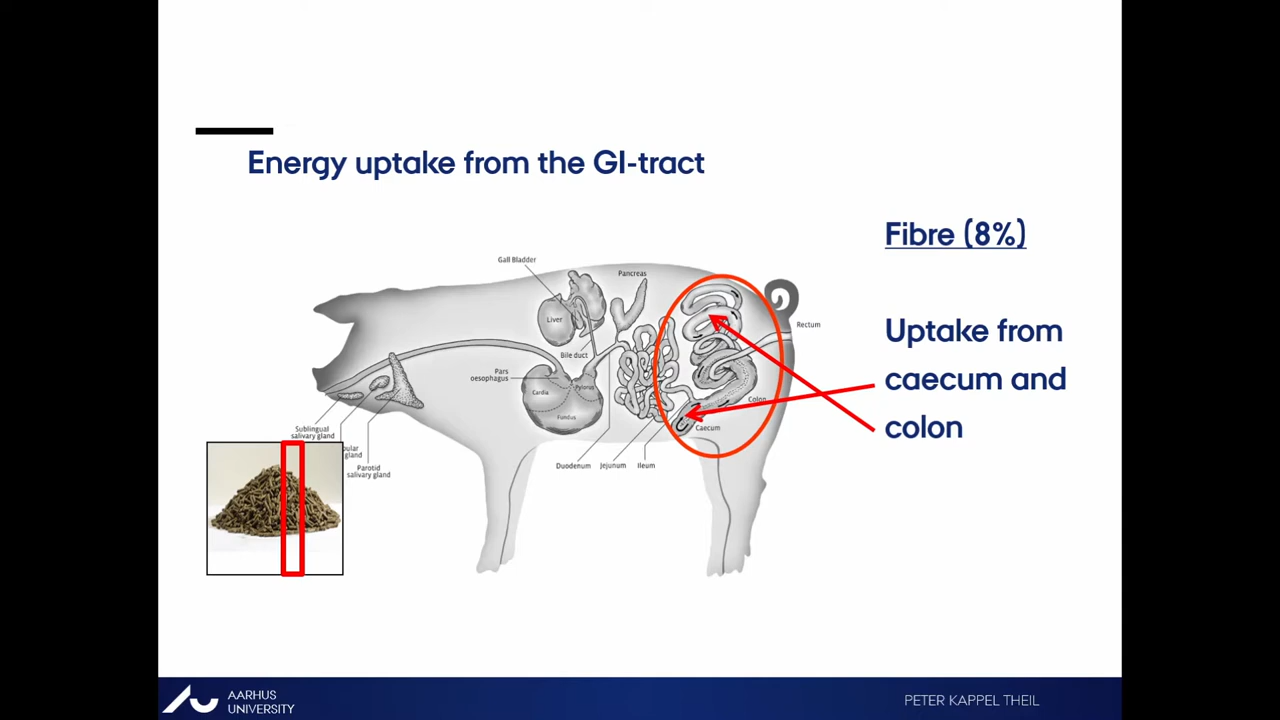 Energy uptake from the GI-tract
Fibre (8%)
Uptake from
caecum and
colon
Gall Bladder
Pancreas
Liver
Rectum
Bile duct
Pars
oesophagus
Cardia
Pylorus
Fundus
Colon
Caecum
Sublingual
salivary gland
bular
gland
Parotid
salivary gland
Duodenum
Jejunum
Ileum
AARHUS
UNIVERSITY
PETER KAPPEL THEIL